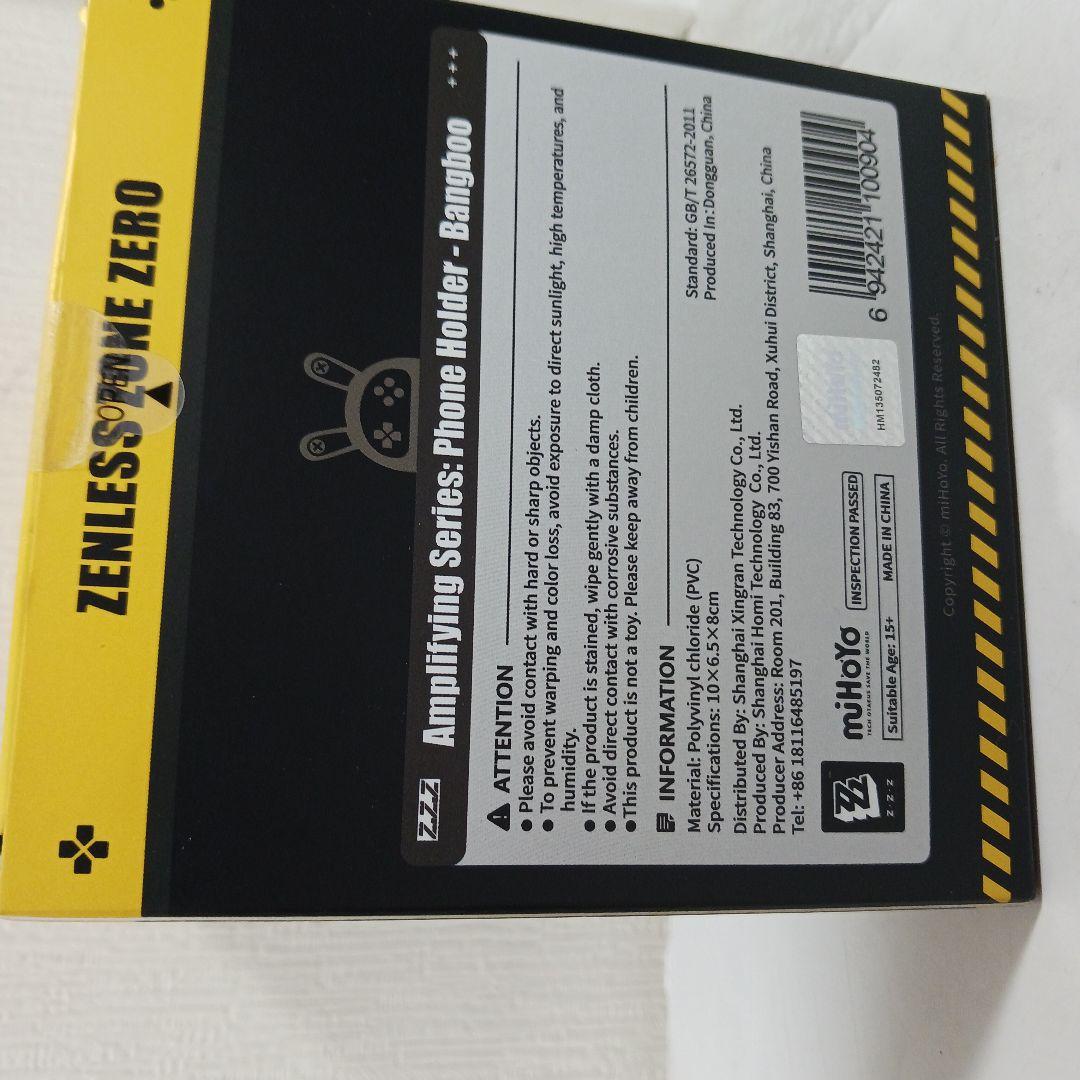 ZENLESS ZONE ZERO
OPEN
ZZZ
Amplifying Series: Phone Holder - Bangboo
+++
ATTENTION
● Please avoid contact with hard or sharp objects.
● To prevent warping and color loss, avoid exposure to direct sunlight, high temperatures, and
humidity.
● If the product is stained, wipe gently with a damp cloth.
● Avoid direct contact with corrosive substances.
● This product is not a toy. Please keep away from children.
INFORMATION
Material: Polyvinyl chloride (PVC)
Standard: GB/T 26572-2011
Specifications: 10×6.5×8cm
Produced In: Dongguan, China
Distributed By: Shanghai Xingran Technology Co., Ltd.
Produced By: Shanghai Homi Technology Co., Ltd.
Producer Address: Room 201, Building 83, 700 Yishan Road, Xuhui District, Shanghai, China
Tel: +86 18116485197
Z·Z·Z
miHoYo
TECH OTAKUS SAVE THE WORLD
INSPECTION PASSED
Suitable Age: 15+
MADE IN CHINA
HM135072482
6 942421 100904
Copyright © miHoYo. All Rights Reserved.